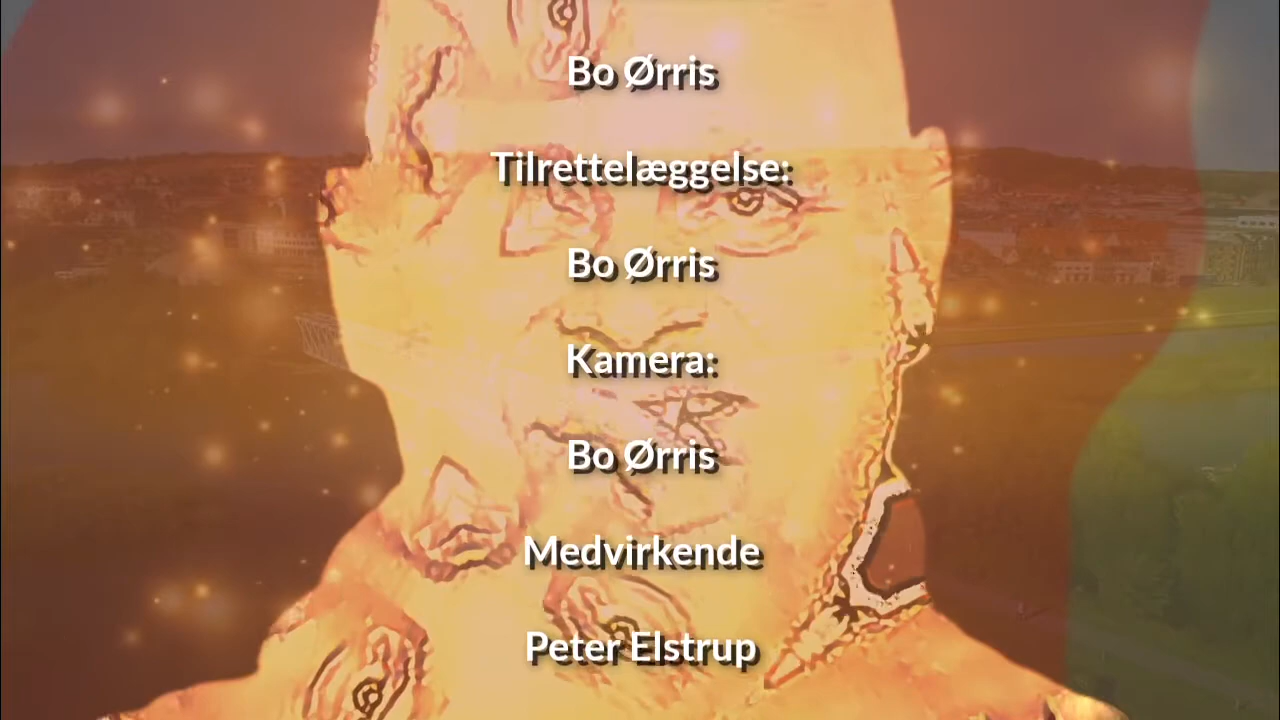 Bo Ørris
Tilrettelæggelse:
Bo Ørris
Kamera:
Bo Ørris
Medvirkende
Peter Elstrup